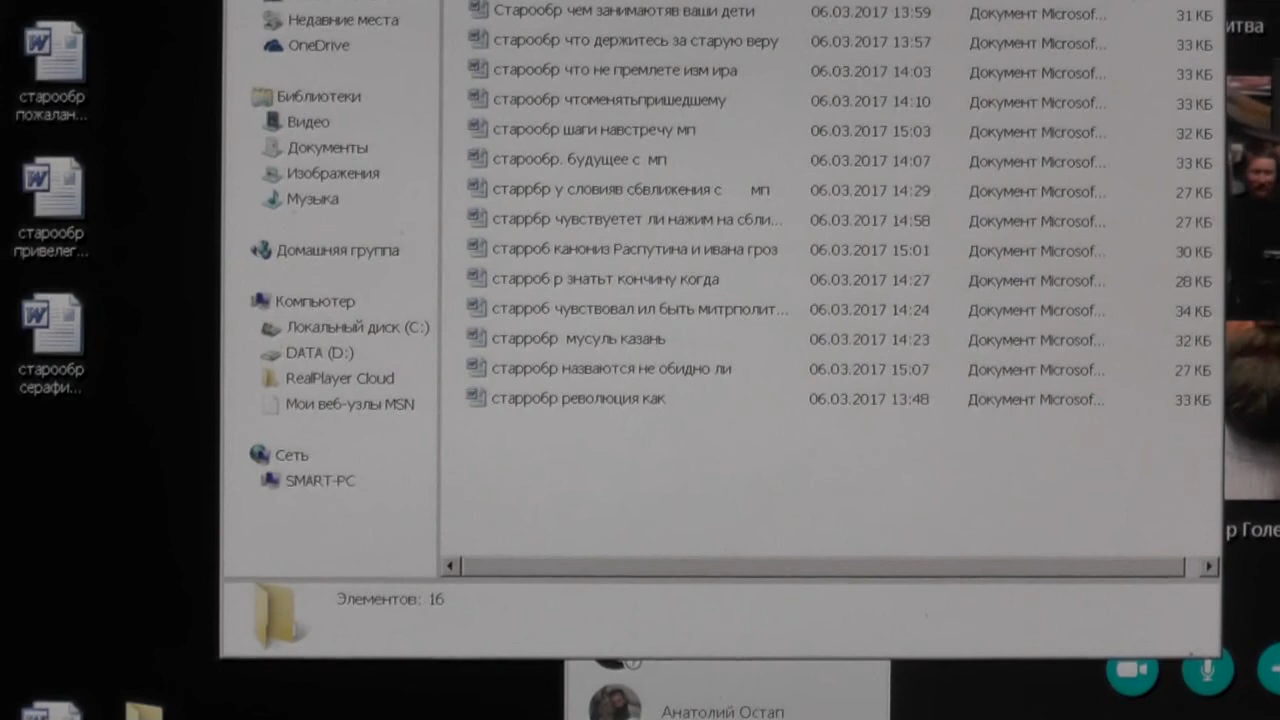 старообр
пожалан...
старообр
привелег...
старообр
серафи...
Недавние места
OneDrive
Библиотеки
Видео
Документы
Изображения
Музыка
Домашняя группа
Компьютер
Локальный диск (C:)
DATA (D:)
RealPlayer Cloud
Мои веб-узлы MSN
Сеть
SMART-PC
Старообр чем занимаютяв ваши дети 06.03.2017 13:59 Документ Microsof... 31 КБ
старообр что держитесь за старую веру 06.03.2017 13:57 Документ Microsof... 33 КБ
старообр что не премлете изм ира 06.03.2017 14:03 Документ Microsof... 33 КБ
старообр чтоменятьпришедшему 06.03.2017 14:10 Документ Microsof... 33 КБ
старообр шаги навстречу мп 06.03.2017 15:03 Документ Microsof... 32 КБ
старообр. будущее с мп 06.03.2017 14:07 Документ Microsof... 33 КБ
старрбр у словияв сбвлижения с мп 06.03.2017 14:29 Документ Microsof... 27 КБ
старрбр чувствуетет ли нажим на сбли... 06.03.2017 14:58 Документ Microsof... 27 КБ
старроб канониз Распутина и ивана гроз 06.03.2017 15:01 Документ Microsof... 30 КБ
старроб р знатьт кончину когда 06.03.2017 14:27 Документ Microsof... 28 КБ
старроб чувствовал ил быть митрполит... 06.03.2017 14:24 Документ Microsof... 34 КБ
старробр мусуль казань 06.03.2017 14:23 Документ Microsof... 32 КБ
старробр назваются не обидно ли 06.03.2017 15:07 Документ Microsof... 27 КБ
старробр революция как 06.03.2017 13:48 Документ Microsof... 33 КБ
Элементов: 16
итва
р Голе
Анатолий Остап